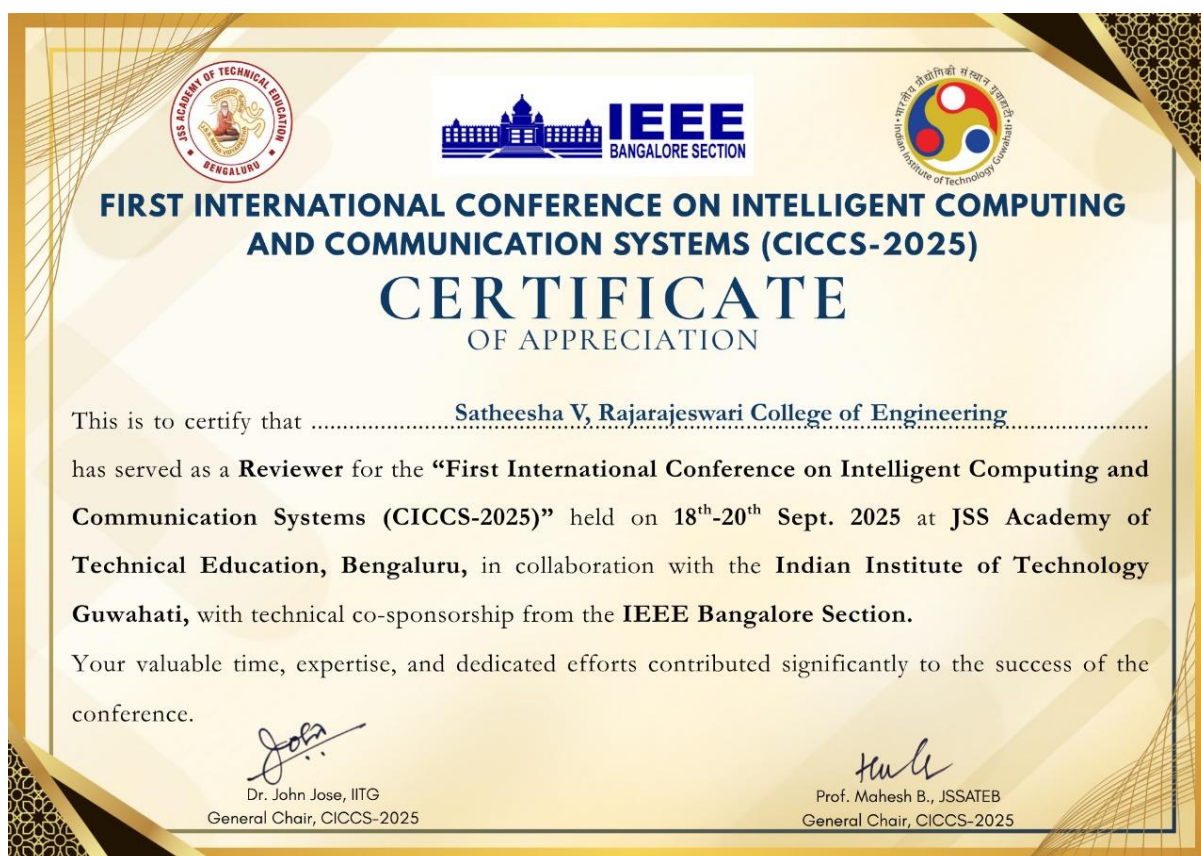 JSS ACADEMY OF TECHNICAL EDUCATION
BENGALURU
IEEE
BANGALORE SECTION
भारतीय प्रौद्योगिकी संस्थान गुवाहाटी
Indian Institute of Technology Guwahati
FIRST INTERNATIONAL CONFERENCE ON INTELLIGENT COMPUTING
AND COMMUNICATION SYSTEMS (CICCS-2025)
CERTIFICATE
OF APPRECIATION
This is to certify that Satheesha V, Rajarajeswari College of Engineering
has served as a Reviewer for the “First International Conference on Intelligent Computing and
Communication Systems (CICCS-2025)” held on 18th-20th Sept. 2025 at JSS Academy of
Technical Education, Bengaluru, in collaboration with the Indian Institute of Technology
Guwahati, with technical co-sponsorship from the IEEE Bangalore Section.
Your valuable time, expertise, and dedicated efforts contributed significantly to the success of the
conference.
Dr. John Jose, IITG
General Chair, CICCS-2025
Prof. Mahesh B., JSSATEB
General Chair, CICCS-2025